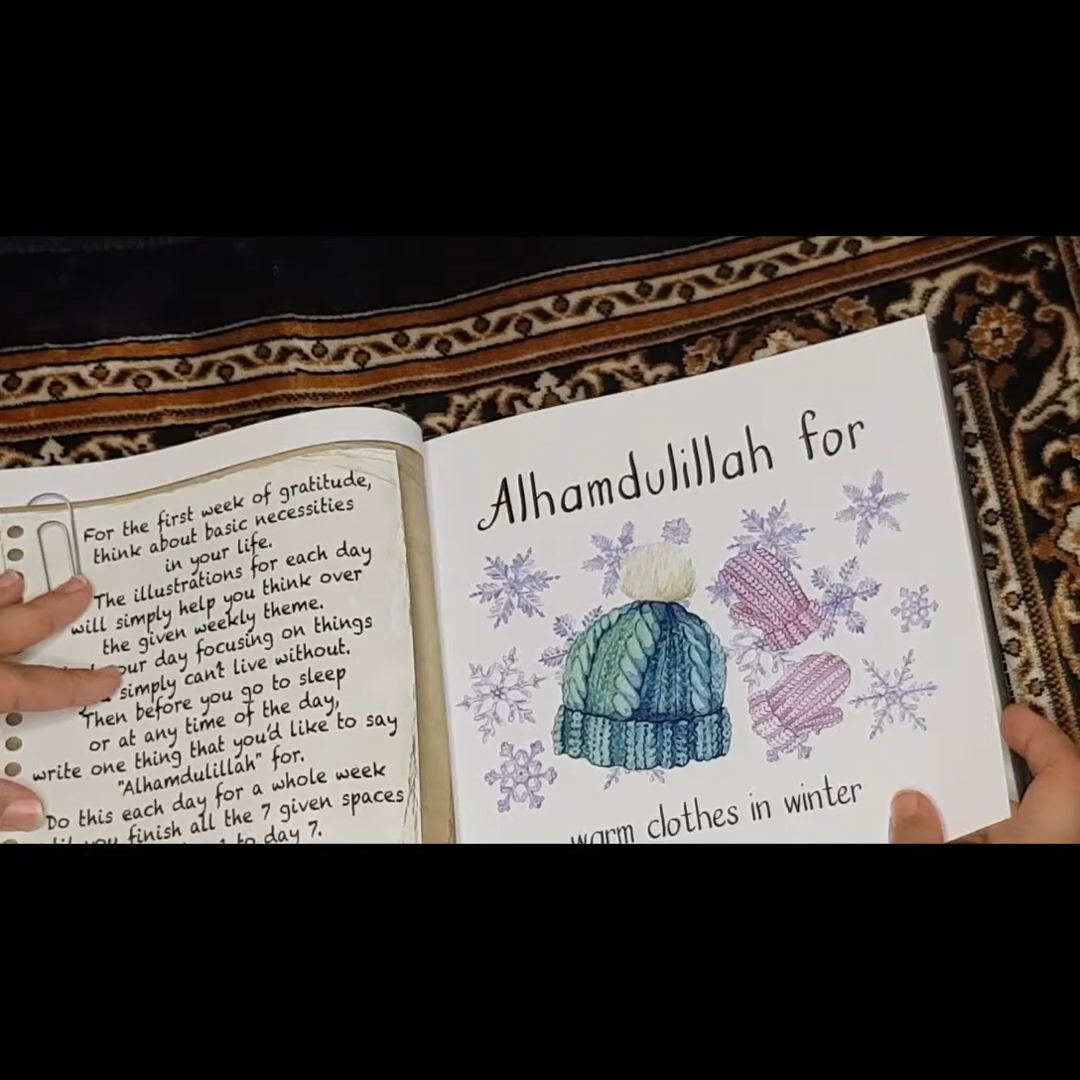 For the first week of gratitude,
think about basic necessities
in your life.
The illustrations for each day
will simply help you think over
the given weekly theme.
your day focusing on things
simply can't live without.
Then before you go to sleep
or at any time of the day,
write one thing that you'd like to say
"Alhamdulillah" for.
Do this each day for a whole week
you finish all the 7 given spaces
to day 7.
Alhamdulillah for
warm clothes in winter